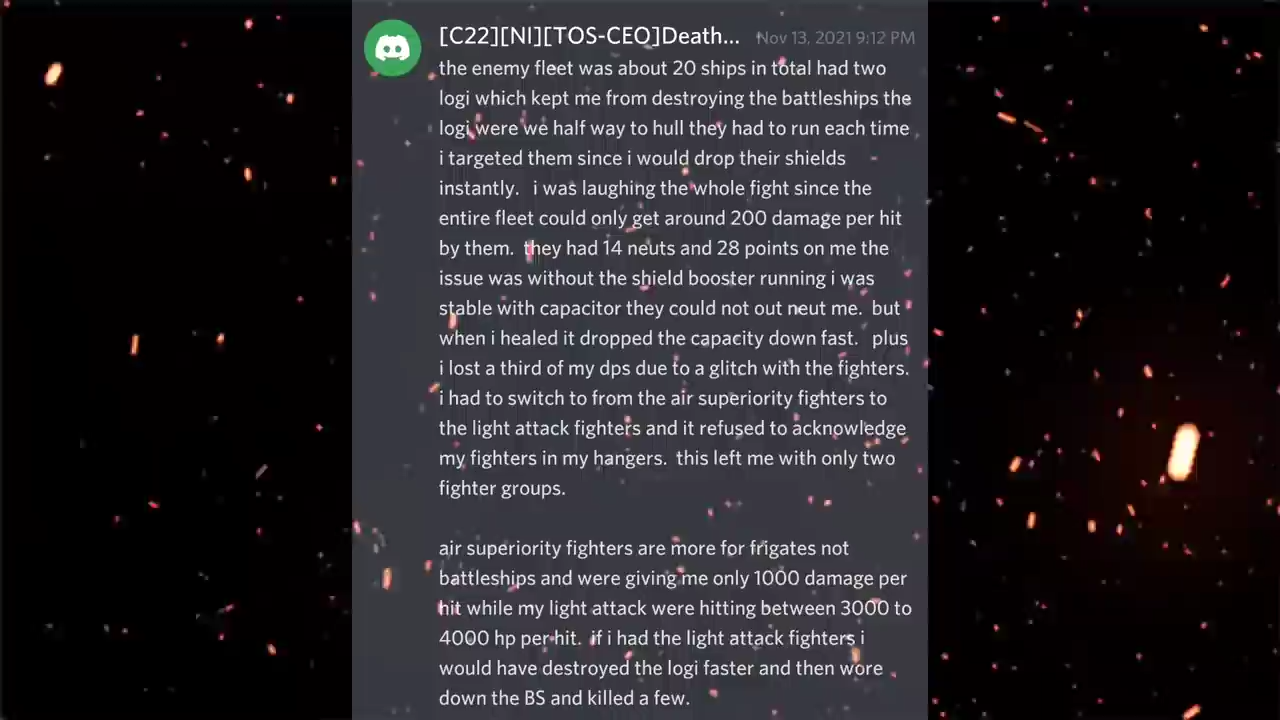 [C22][NI][TOS-CEO]Death... Nov 13, 2021 9:12 PM
the enemy fleet was about 20 ships in total had two
logi which kept me from destroying the battleships the
logi were we half way to hull they had to run each time
i targeted them since i would drop their shields
instantly. i was laughing the whole fight since the
entire fleet could only get around 200 damage per hit
by them. they had 14 neuts and 28 points on me the
issue was without the shield booster running i was
stable with capacitor they could not out neut me. but
when i healed it dropped the capacity down fast. plus
i lost a third of my dps due to a glitch with the fighters.
i had to switch to from the air superiority fighters to
the light attack fighters and it refused to acknowledge
my fighters in my hangers. this left me with only two
fighter groups.
air superiority fighters are more for frigates not
battleships and were giving me only 1000 damage per
hit while my light attack were hitting between 3000 to
4000 hp per hit. if i had the light attack fighters i
would have destroyed the logi faster and then wore
down the BS and killed a few.